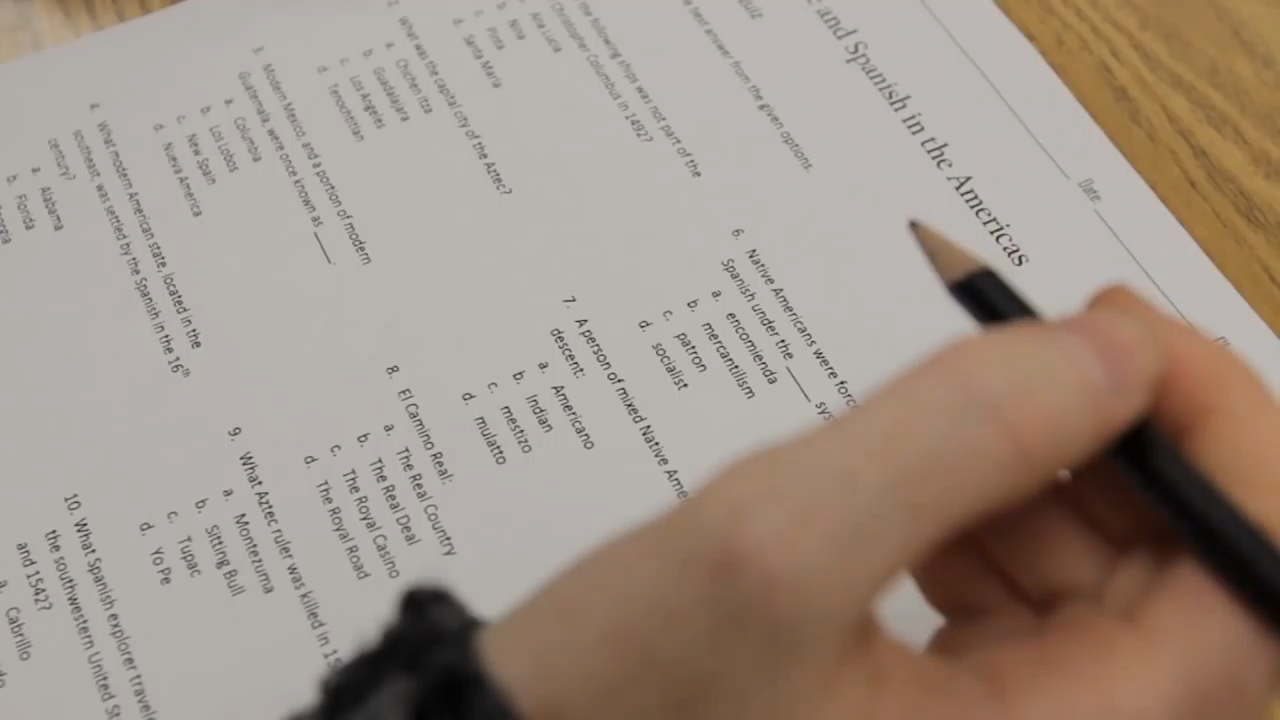 and Spanish in the Americas
Date:
Quiz
best answer from the given options.
the following ships was not part of the
Christopher Columbus in 1492?
Ana Lucia
b. Nina
c. Pinta
d. Santa Maria
2. What was the capital city of the Aztec?
a. Chichen Itza
b. Guadalajara
c. Los Angeles
d. Tenochtitlan
3. Modern Mexico, and a portion of modern
Guatemala, were once known as ____.
a. Columbia
b. Los Lobos
c. New Spain
d. Nueva America
4. What modern American state, located in the
southeast, was settled by the Spanish in the 16th
century?
a. Alabama
b. Florida
6. Native Americans were
Spanish under the ____
a. encomienda
b. mercantilism
c. patron
d. socialist
7. A person of mixed Native
descent:
a. Americano
b. Indian
c. mestizo
d. mulatto
8. El Camino Real:
a. The Real Country
b. The Real Deal
c. The Royal Casino
d. The Royal Road
9. What Aztec ruler was killed in
a. Montezuma
b. Sitting Bull
c. Tupac
d. Yo Pe
10. What Spanish explorer
the southwestern United
and 1542?
a. Cabrillo